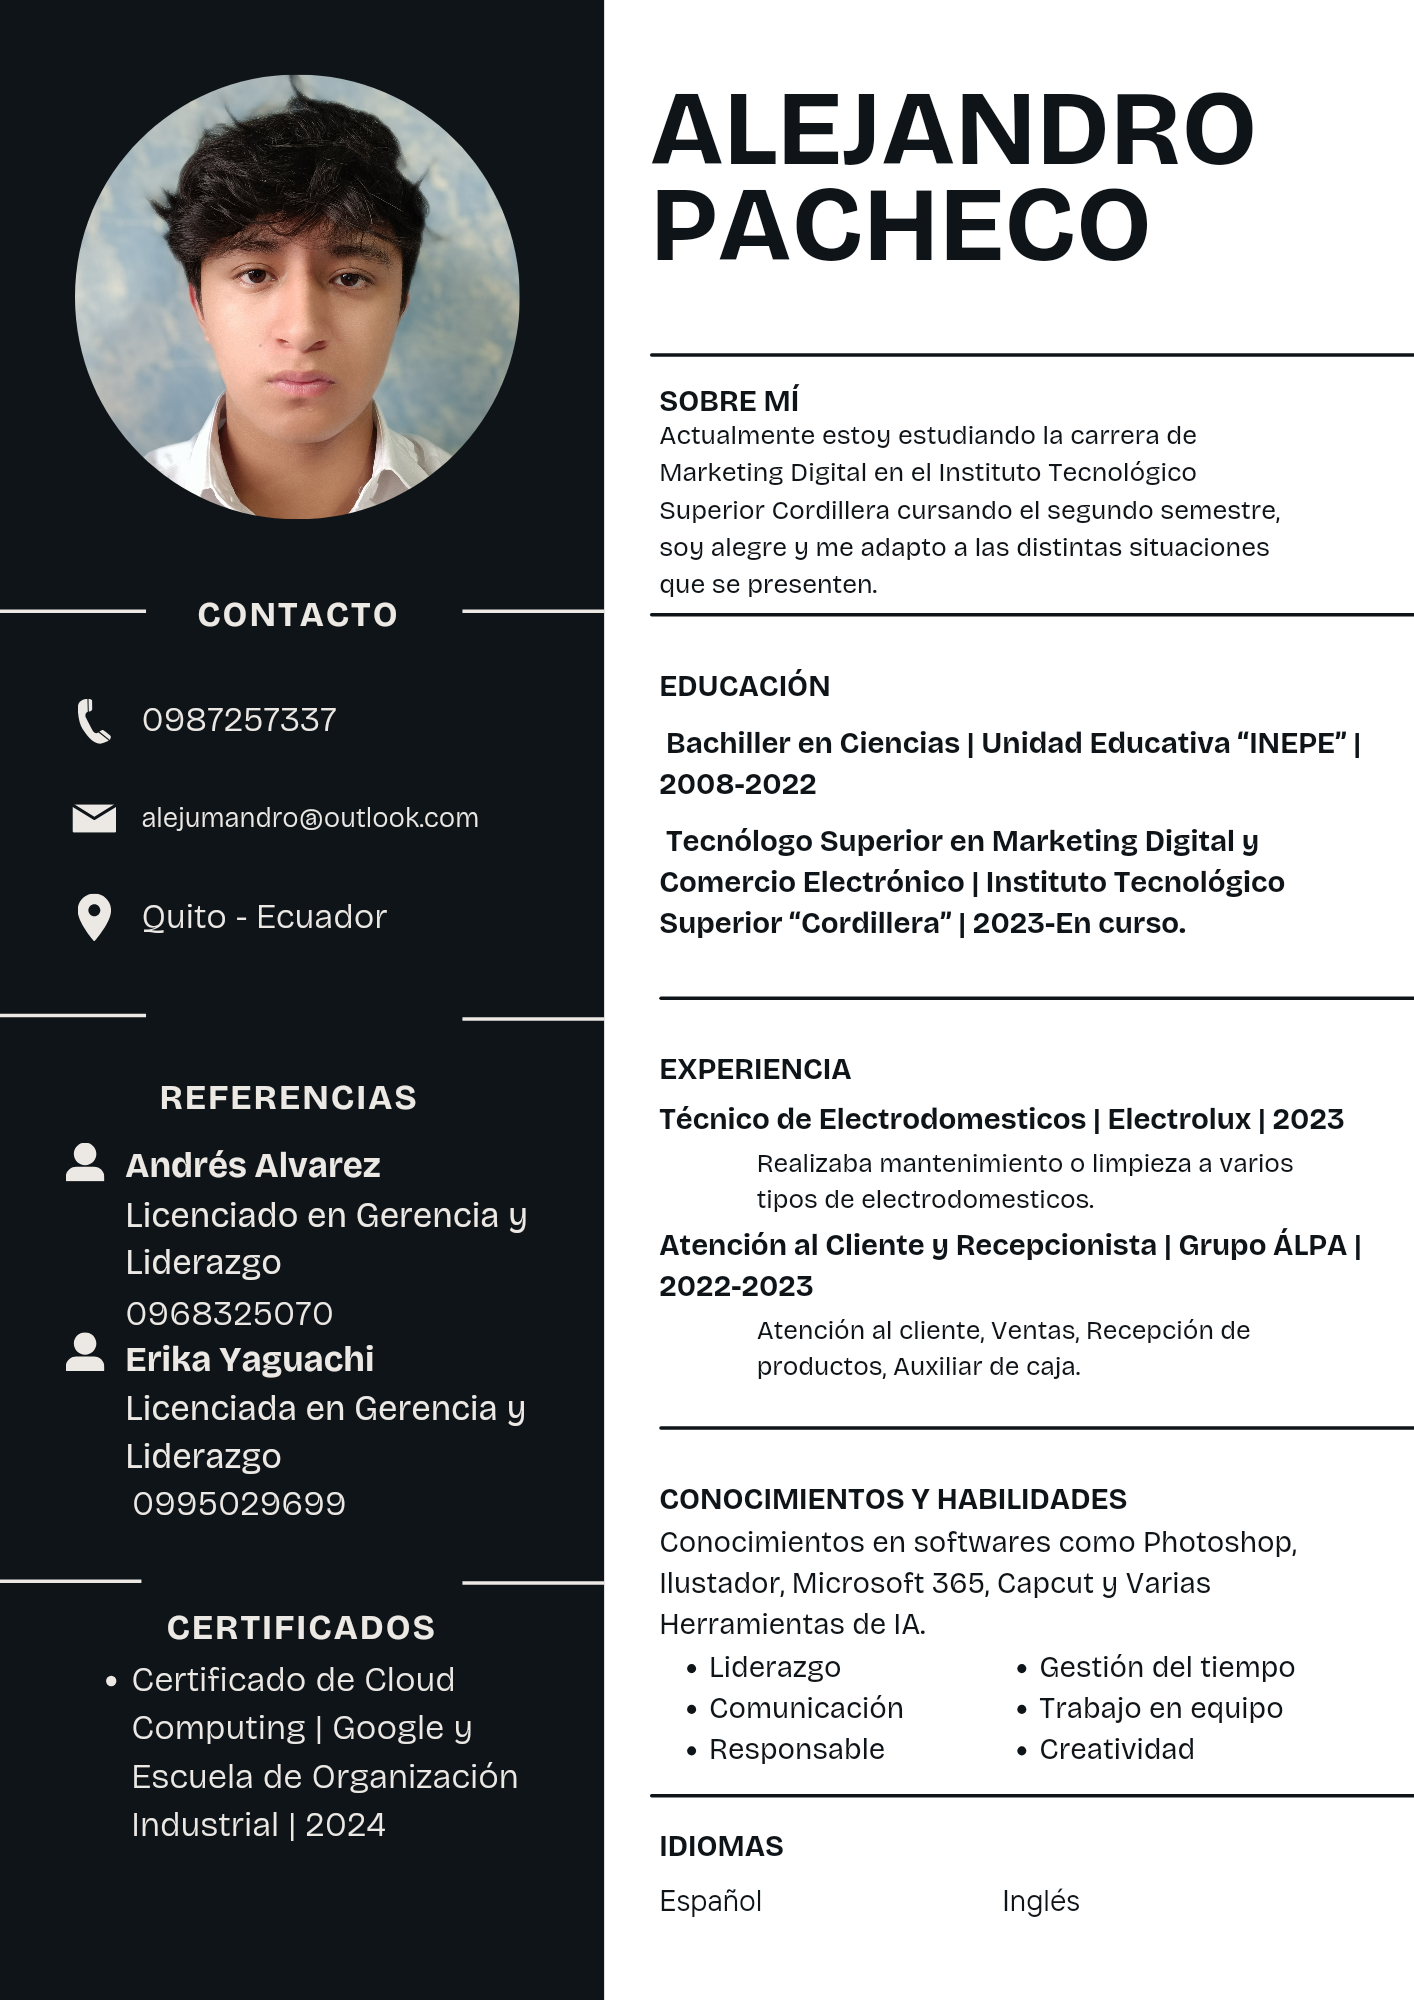 ALEJANDRO
PACHECO
SOBRE MÍ
Actualmente estoy estudiando la carrera de
Marketing Digital en el Instituto Tecnológico
Superior Cordillera cursando el segundo semestre,
soy alegre y me adapto a las distintas situaciones
que se presenten.
EDUCACIÓN
Bachiller en Ciencias | Unidad Educativa “INEPE” |
2008-2022
Tecnólogo Superior en Marketing Digital y
Comercio Electrónico | Instituto Tecnológico
Superior “Cordillera” | 2023-En curso.
EXPERIENCIA
Técnico de Electrodomesticos | Electrolux | 2023
Realizaba mantenimiento o limpieza a varios
tipos de electrodomesticos.
Atención al Cliente y Recepcionista | Grupo ÁLPA |
2022-2023
Atención al cliente, Ventas, Recepción de
productos, Auxiliar de caja.
CONOCIMIENTOS Y HABILIDADES
Conocimientos en softwares como Photoshop,
Ilustador, Microsoft 365, Capcut y Varias
Herramientas de IA.
• Liderazgo
• Comunicación
• Responsable
• Gestión del tiempo
• Trabajo en equipo
• Creatividad
IDIOMAS
Español
Inglés
CONTACTO
0987257337
alejumandro@outlook.com
Quito - Ecuador
REFERENCIAS
Andrés Alvarez
Licenciado en Gerencia y
Liderazgo
0968325070
Erika Yaguachi
Licenciada en Gerencia y
Liderazgo
0995029699
CERTIFICADOS
• Certificado de Cloud
Computing | Google y
Escuela de Organización
Industrial | 2024